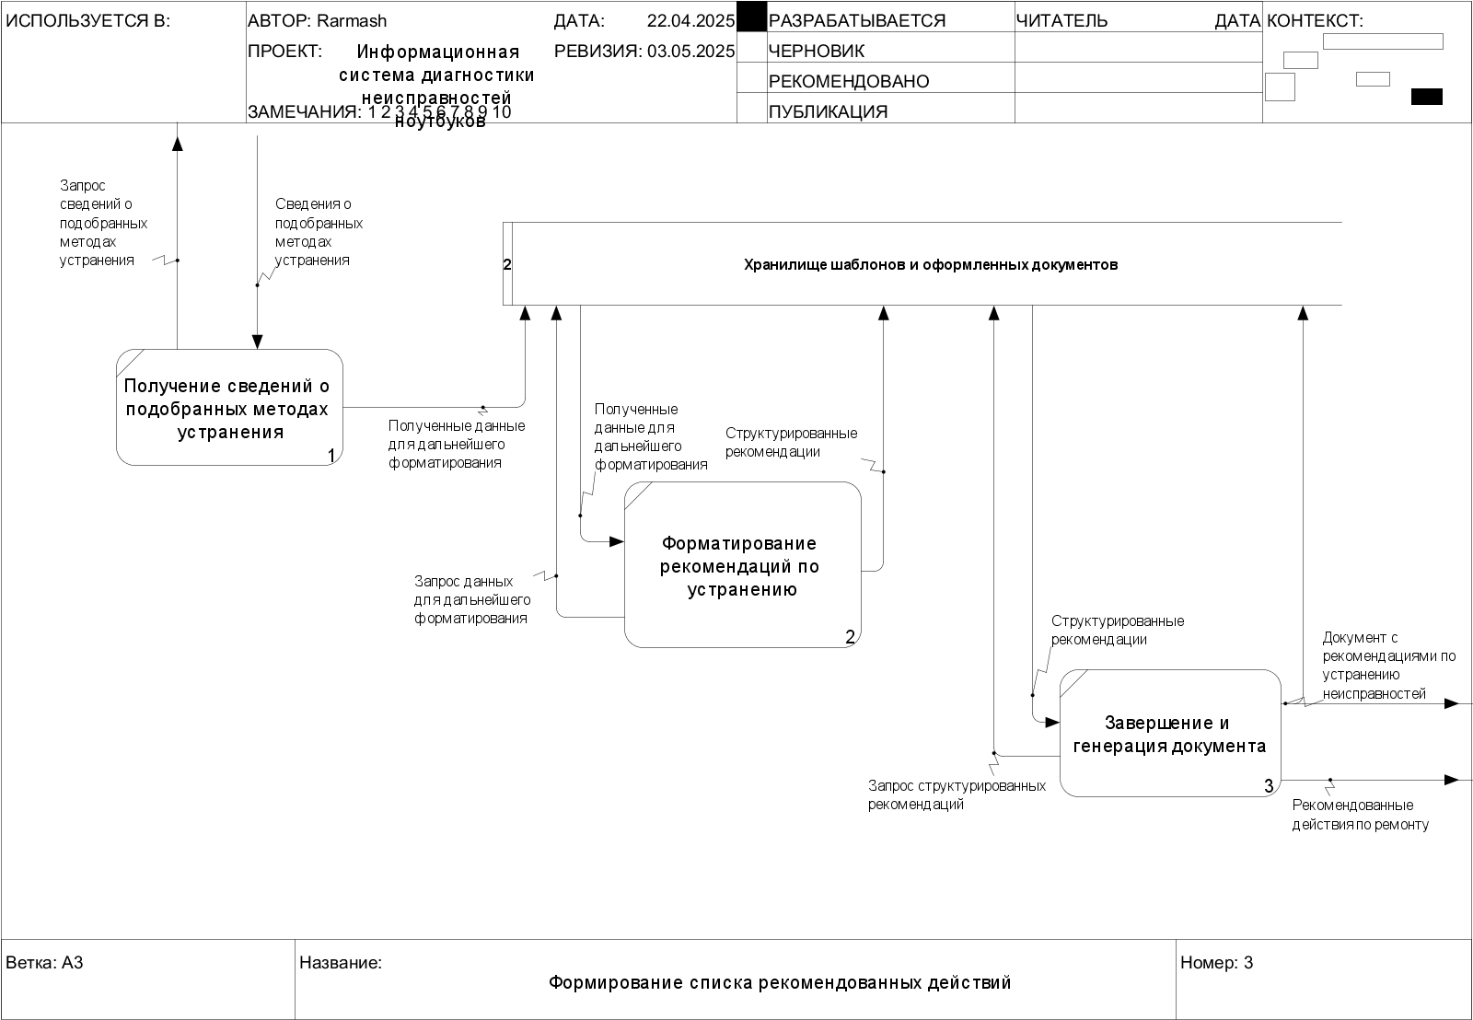 ИСПОЛЬЗУЕТСЯ В:
АВТОР: Rarmash
ДАТА: 22.04.2025
РАЗРАБАТЫВАЕТСЯ
ЧИТАТЕЛЬ
ДАТА
КОНТЕКСТ:
ПРОЕКТ:
Информационная
система диагностики
неисправностей
ноутбуков
РЕВИЗИЯ: 03.05.2025
ЧЕРНОВИК
РЕКОМЕНДОВАНО
ЗАМЕЧАНИЯ: 1 2 3 4 5 6 7 8 9 10
ПУБЛИКАЦИЯ
Запрос
сведений о
подобранных
методах
устранения
Сведения о
подобранных
методах
устранения
2
Хранилище шаблонов и оформленных документов
Получение сведений о
подобранных методах
устранения
1
Полученные данные
для дальнейшего
форматирования
Полученные
данные для
дальнейшего
форматирования
Структурированные
рекомендации
Форматирование
рекомендаций по
устранению
2
Запрос данных
для дальнейшего
форматирования
Структурированные
рекомендации
Документ с
рекомендациями по
устранению
неисправностей
Завершение и
генерация документа
3
Запрос структурированных
рекомендаций
Рекомендованные
действия по ремонту
Ветка: A3
Название:
Формирование списка рекомендованных действий
Номер: 3